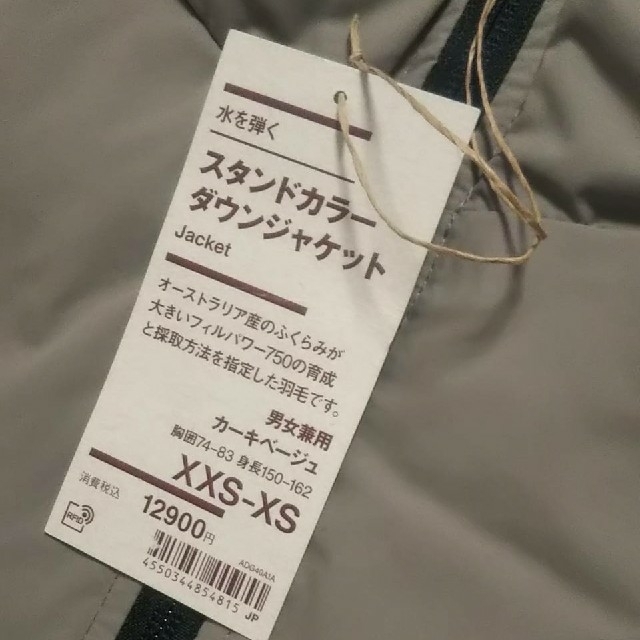 水を弾く
スタンドカラー
ダウンジャケット
Jacket
オーストラリア産のふくらみが
大きいフィルパワー750の育成
と採取方法を指定した羽毛です。
男女兼用
カーキベージュ
胸囲74-83 身長150-162
XXS-XS
消費税込
12900円
RFID
ADG49A1A
4550344854815 JP